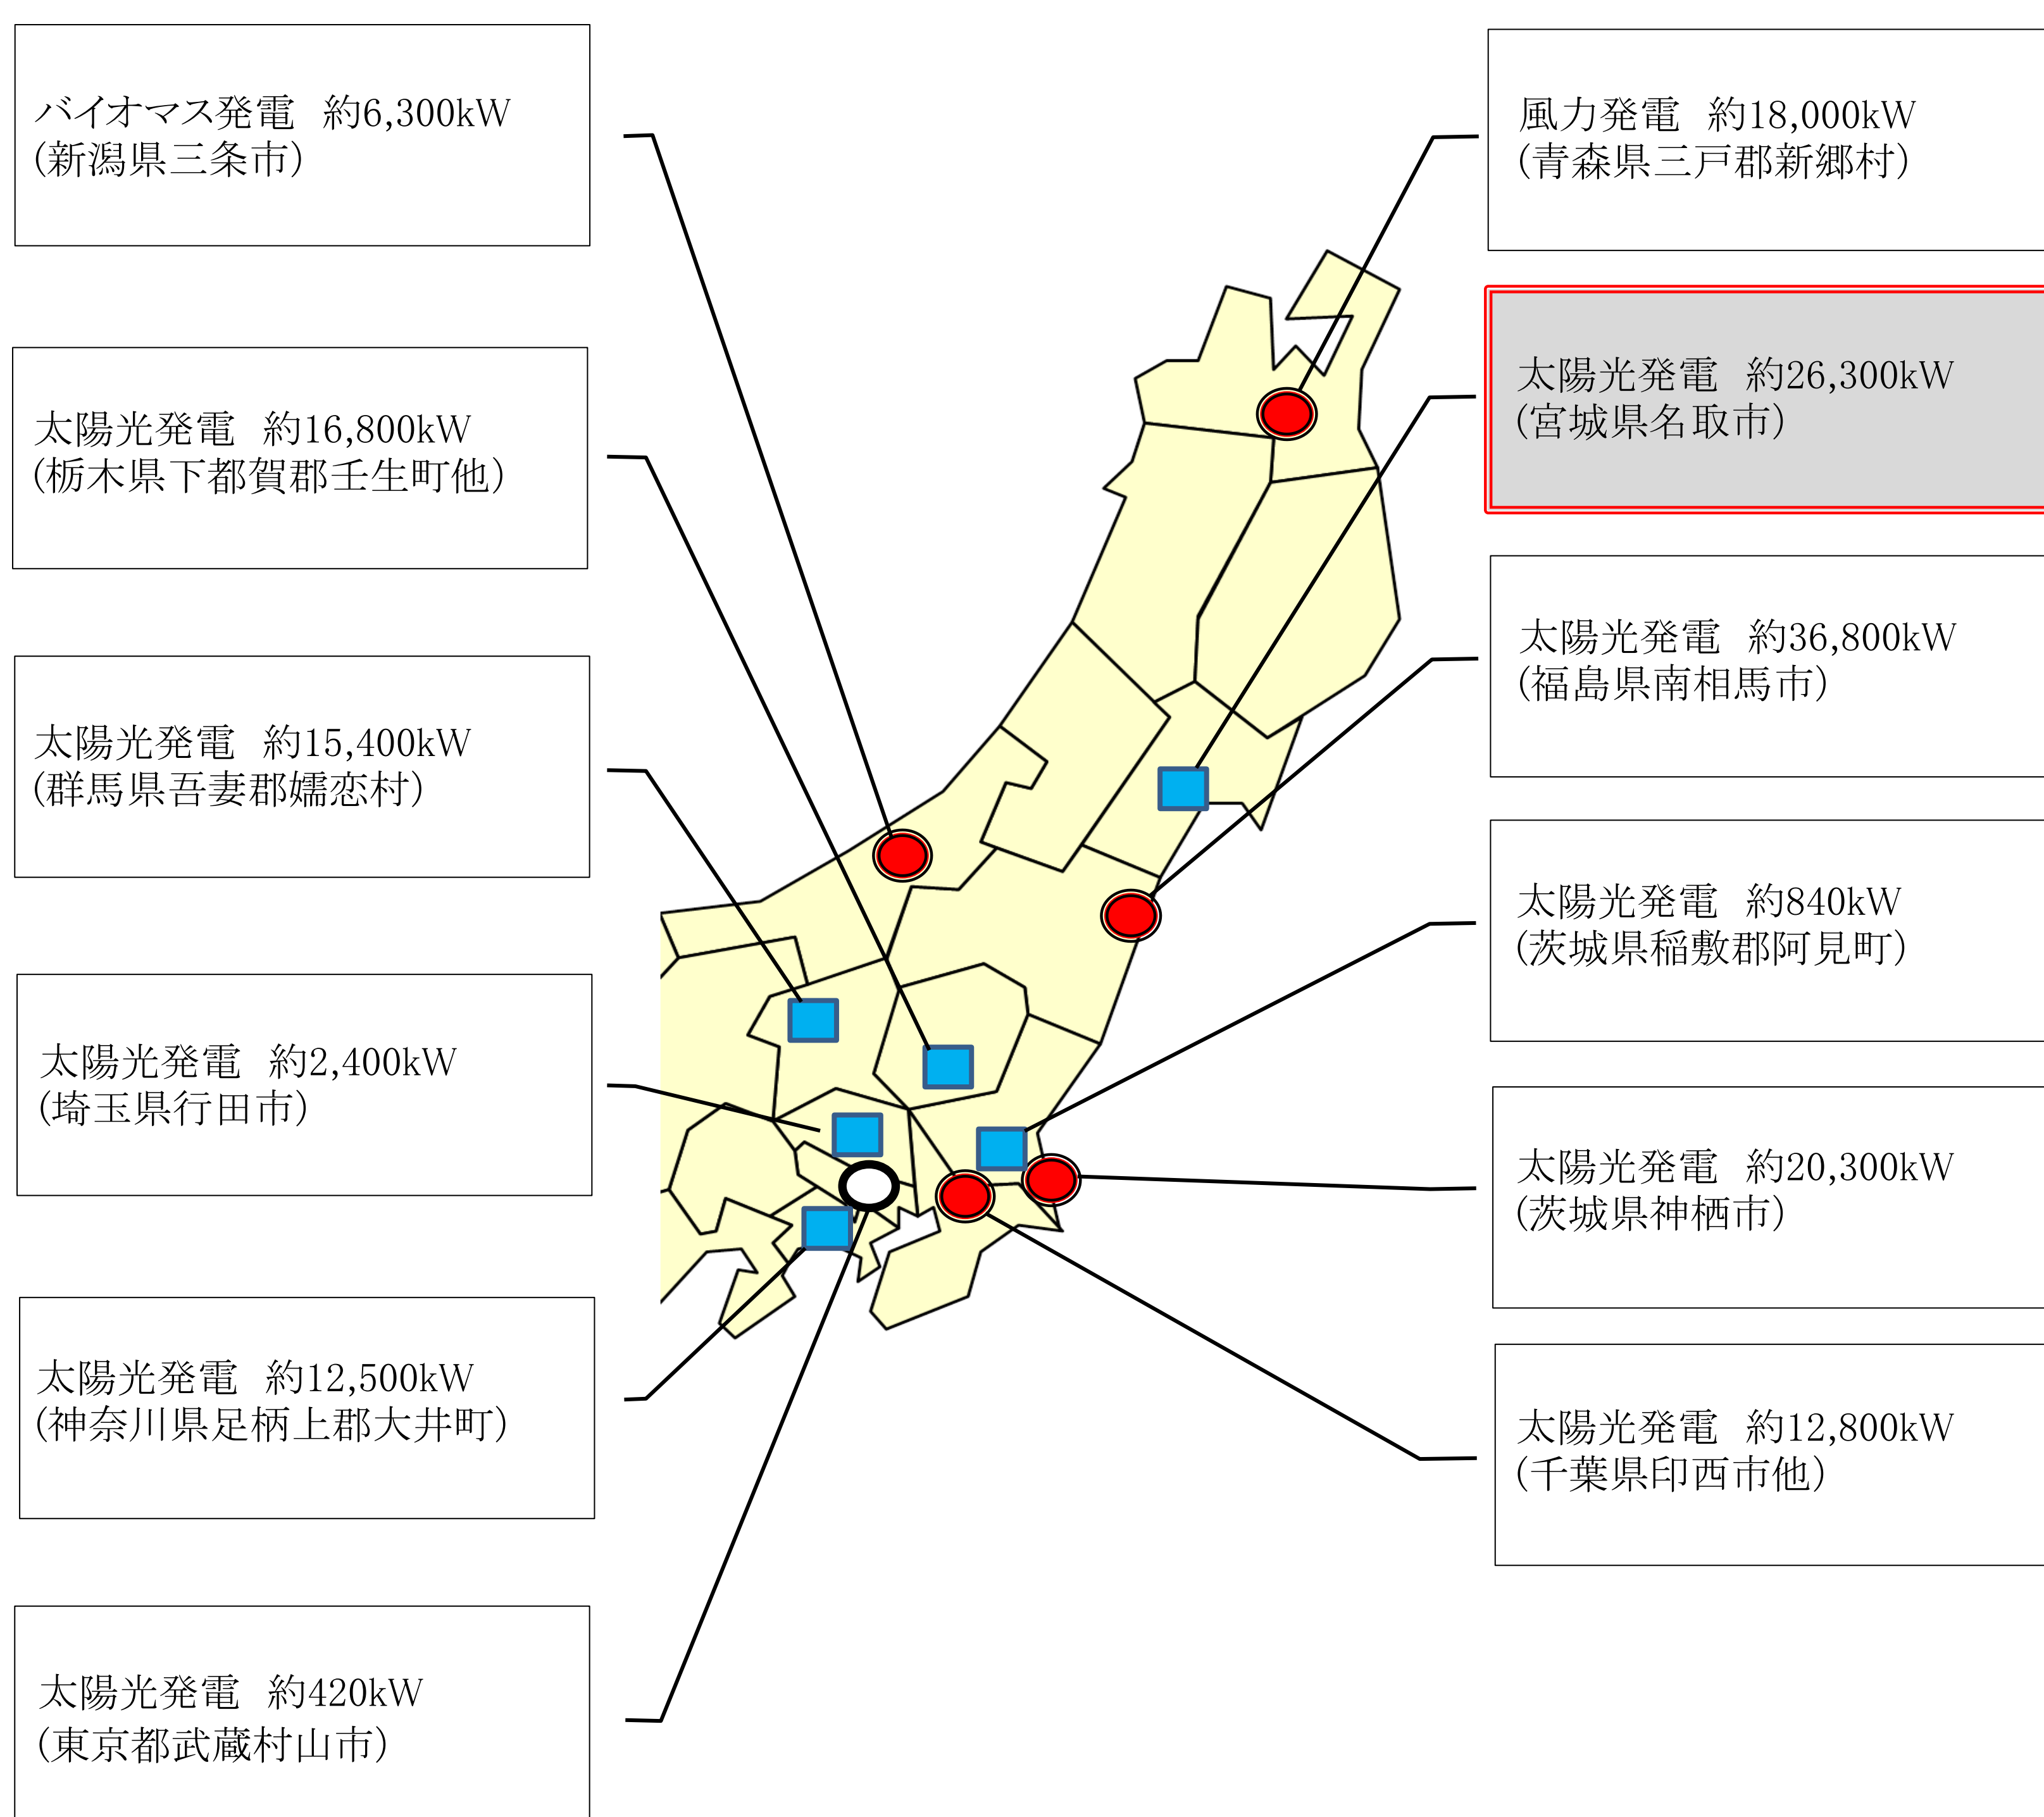 バイオマス発電　約6,300kW
(新潟県三条市)
太陽光発電　約16,800kW
(栃木県下都賀郡壬生町他)
太陽光発電　約15,400kW
(群馬県吾妻郡嬬恋村)
太陽光発電　約2,400kW
(埼玉県行田市)
太陽光発電　約12,500kW
(神奈川県足柄上郡大井町)
太陽光発電　約420kW
(東京都武蔵村山市)
風力発電　約18,000kW
(青森県三戸郡新郷村)
太陽光発電　約26,300kW
(宮城県名取市)
太陽光発電　約36,800kW
(福島県南相馬市)
太陽光発電　約840kW
(茨城県稲敷郡阿見町)
太陽光発電　約20,300kW
(茨城県神栖市)
太陽光発電　約12,800kW
(千葉県印西市他)